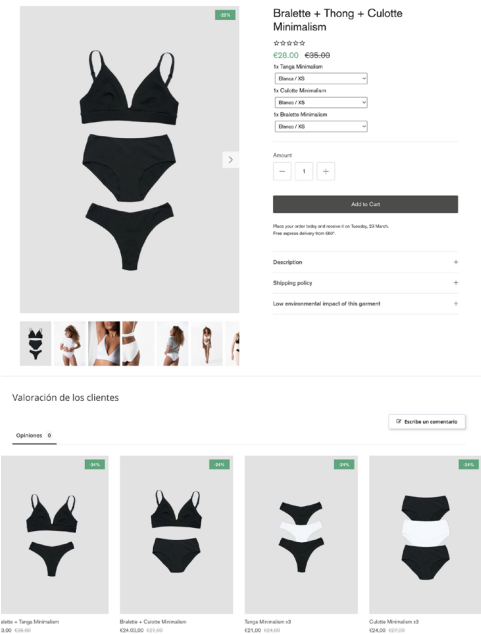 Bralette + Thong + Culotte
Minimalism
€28.00 €35.00
1x Tanga Minimalism
Blanco / XS
1x Culotte Minimalism
Blanco / XS
1x Bralette Minimalism
Blanco / XS
Amount
1
Add to Cart
Place your order today and receive it on Tuesday, 29 March.
Free express delivery from €60*.
Description
Shipping policy
Low environmental impact of this garment
Valoración de los clientes
Escribe un comentario
Opiniones 0
-34% -34% -34% -34%
Tanga Minimalism
Bralette + Culotte Minimalism
Tanga Minimalism x3
Culotte Minimalism x3
€21,00
€24,00